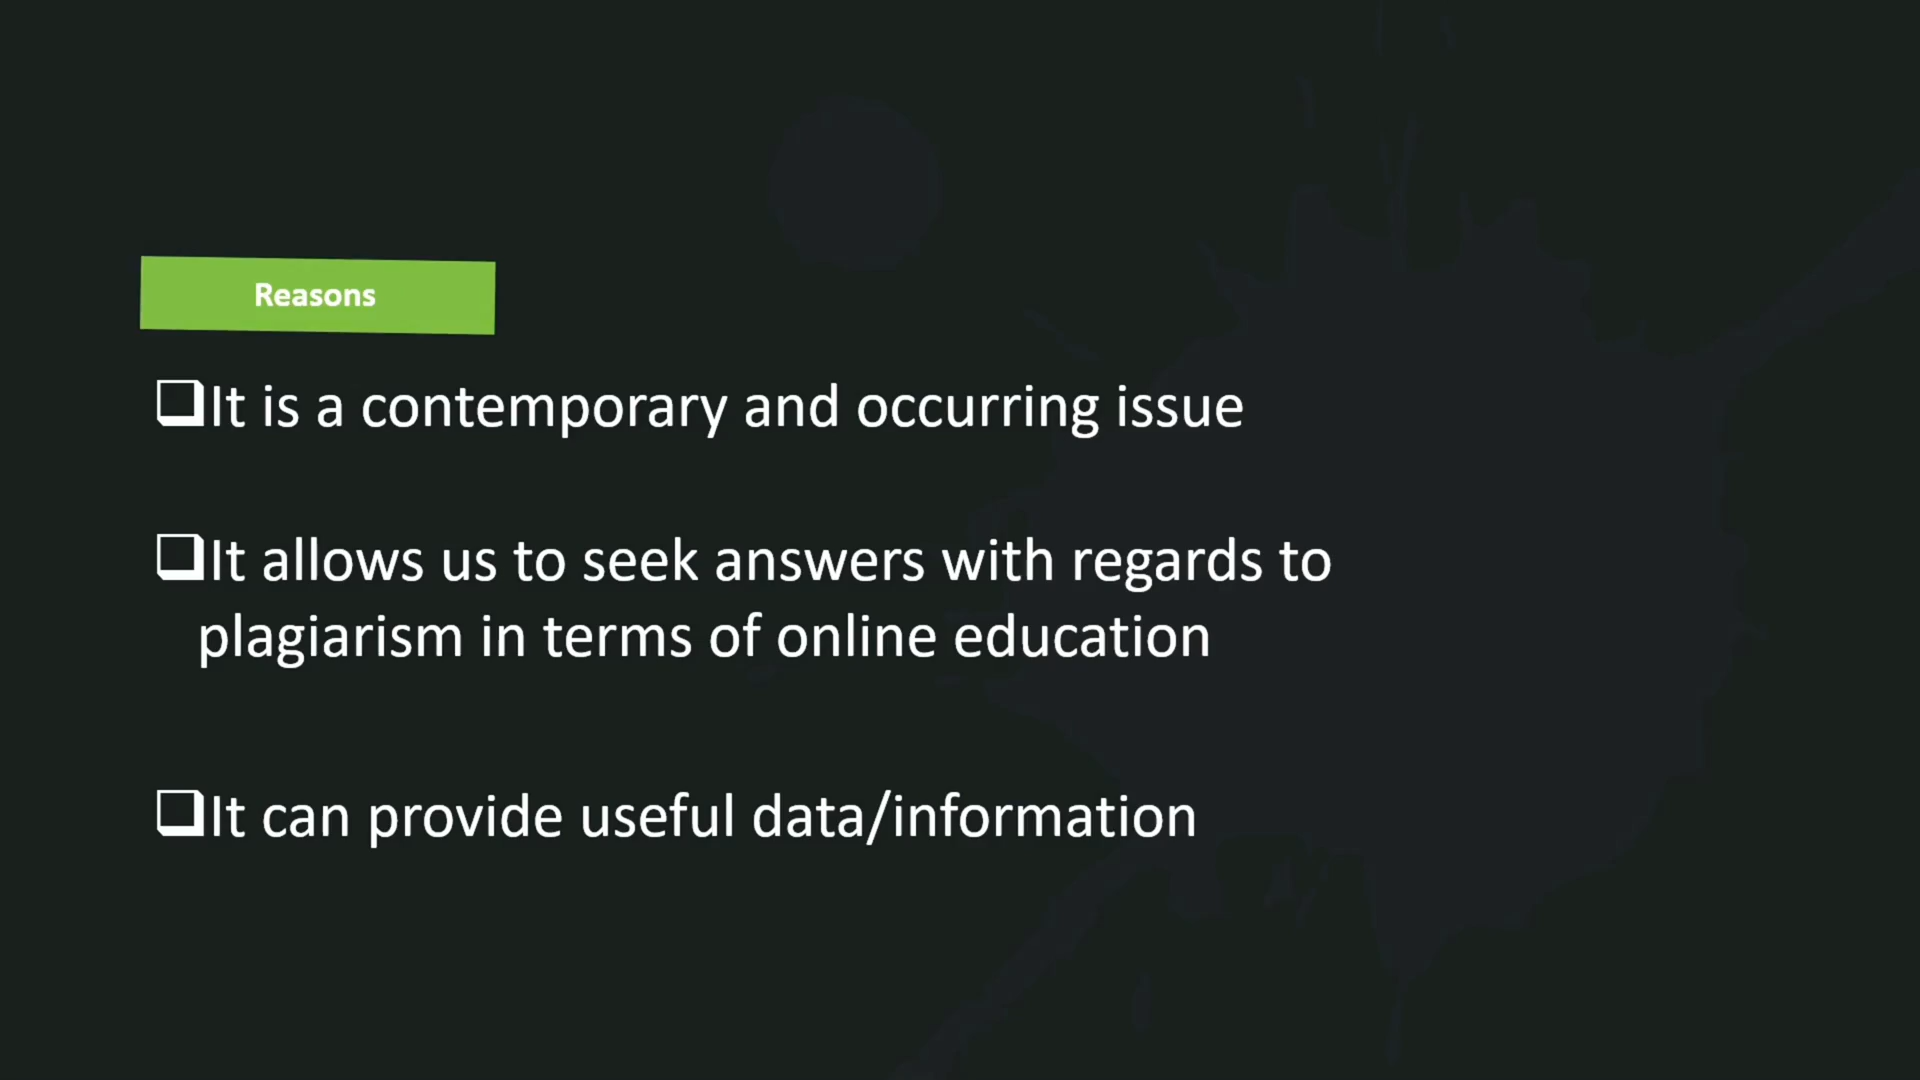 Reasons
❑It is a contemporary and occurring issue
❑It allows us to seek answers with regards to
plagiarism in terms of online education
❑It can provide useful data/information